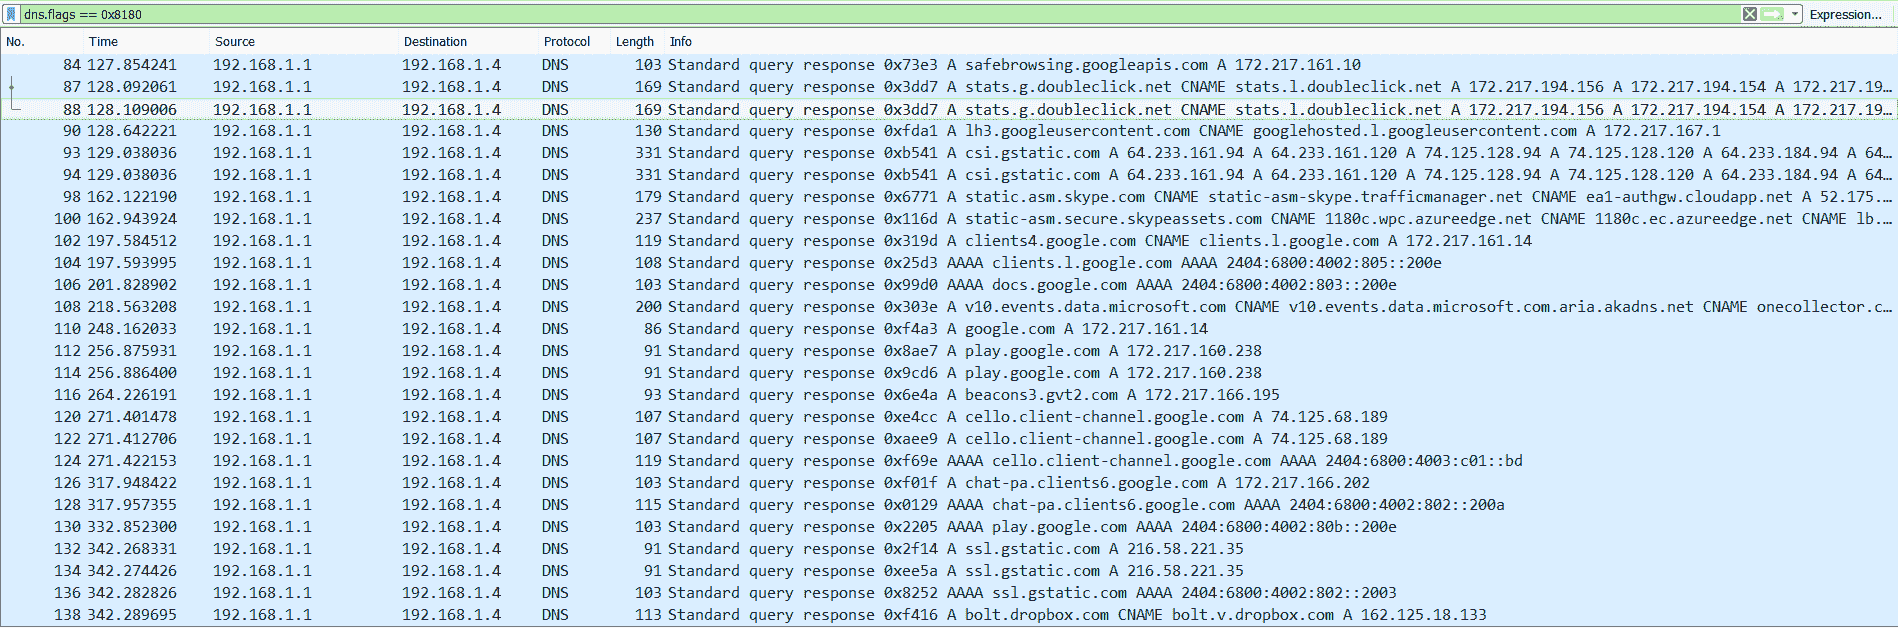 dns.flags == 0x8180 Expression...
No. Time Source Destination Protocol Length Info
84 127.854241 192.168.1.1 192.168.1.4 DNS 103 Standard query response 0x73e3 A safebrowsing.googleapis.com A 172.217.161.10
87 128.092061 192.168.1.1 192.168.1.4 DNS 169 Standard query response 0x3dd7 A stats.g.doubleclick.net CNAME stats.l.doubleclick.net A 172.217.194.156 A 172.217.194.154 A 172.217.19...
88 128.109006 192.168.1.1 192.168.1.4 DNS 169 Standard query response 0x3dd7 A stats.g.doubleclick.net CNAME stats.l.doubleclick.net A 172.217.194.156 A 172.217.194.154 A 172.217.19...
90 128.642221 192.168.1.1 192.168.1.4 DNS 130 Standard query response 0xfda1 A lh3.googleusercontent.com CNAME googlehosted.l.googleusercontent.com A 172.217.167.1
93 129.038036 192.168.1.1 192.168.1.4 DNS 331 Standard query response 0xb541 A csi.gstatic.com A 64.233.161.94 A 64.233.161.120 A 74.125.128.94 A 74.125.128.120 A 64.233.184.94 A 64...
94 129.038036 192.168.1.1 192.168.1.4 DNS 331 Standard query response 0xb541 A csi.gstatic.com A 64.233.161.94 A 64.233.161.120 A 74.125.128.94 A 74.125.128.120 A 64.233.184.94 A 64...
98 162.122190 192.168.1.1 192.168.1.4 DNS 179 Standard query response 0x6771 A static.asm.skype.com CNAME static-asm-skype.trafficmanager.net CNAME ea1-authgw.cloudapp.net A 52.175....
100 162.943924 192.168.1.1 192.168.1.4 DNS 237 Standard query response 0x116d A static-asm.secure.skypeassets.com CNAME 1180c.wpc.azureedge.net CNAME 1180c.ec.azureedge.net CNAME lb....
102 197.584512 192.168.1.1 192.168.1.4 DNS 119 Standard query response 0x319d A clients4.google.com CNAME clients.l.google.com A 172.217.161.14
104 197.593995 192.168.1.1 192.168.1.4 DNS 108 Standard query response 0x25d3 AAAA clients.l.google.com AAAA 2404:6800:4002:805::200e
106 201.828902 192.168.1.1 192.168.1.4 DNS 103 Standard query response 0x99d0 AAAA docs.google.com AAAA 2404:6800:4002:803::200e
108 218.563208 192.168.1.1 192.168.1.4 DNS 200 Standard query response 0x303e A v10.events.data.microsoft.com CNAME v10.events.data.microsoft.com.aria.akadns.net CNAME onecollector.c...
110 248.162033 192.168.1.1 192.168.1.4 DNS 86 Standard query response 0xf4a3 A google.com A 172.217.161.14
112 256.875931 192.168.1.1 192.168.1.4 DNS 91 Standard query response 0x8ae7 A play.google.com A 172.217.160.238
114 256.886400 192.168.1.1 192.168.1.4 DNS 91 Standard query response 0x9cd6 A play.google.com A 172.217.160.238
116 264.226191 192.168.1.1 192.168.1.4 DNS 93 Standard query response 0x6e4a A beacons3.gvt2.com A 172.217.166.195
120 271.401478 192.168.1.1 192.168.1.4 DNS 107 Standard query response 0xe4cc A cello.client-channel.google.com A 74.125.68.189
122 271.412706 192.168.1.1 192.168.1.4 DNS 107 Standard query response 0xaee9 A cello.client-channel.google.com A 74.125.68.189
124 271.422153 192.168.1.1 192.168.1.4 DNS 119 Standard query response 0xf69e AAAA cello.client-channel.google.com AAAA 2404:6800:4003:c01::bd
126 317.948422 192.168.1.1 192.168.1.4 DNS 103 Standard query response 0xf01f A chat-pa.clients6.google.com A 172.217.166.202
128 317.957355 192.168.1.1 192.168.1.4 DNS 115 Standard query response 0x0129 AAAA chat-pa.clients6.google.com AAAA 2404:6800:4002:802::200a
130 332.852300 192.168.1.1 192.168.1.4 DNS 103 Standard query response 0x2205 AAAA play.google.com AAAA 2404:6800:4002:80b::200e
132 342.268331 192.168.1.1 192.168.1.4 DNS 91 Standard query response 0x2f14 A ssl.gstatic.com A 216.58.221.35
134 342.274426 192.168.1.1 192.168.1.4 DNS 91 Standard query response 0xee5a A ssl.gstatic.com A 216.58.221.35
136 342.282826 192.168.1.1 192.168.1.4 DNS 103 Standard query response 0x8252 AAAA ssl.gstatic.com AAAA 2404:6800:4002:802::2003
138 342.289695 192.168.1.1 192.168.1.4 DNS 113 Standard query response 0xf416 A bolt.dropbox.com CNAME bolt.v.dropbox.com A 162.125.18.133